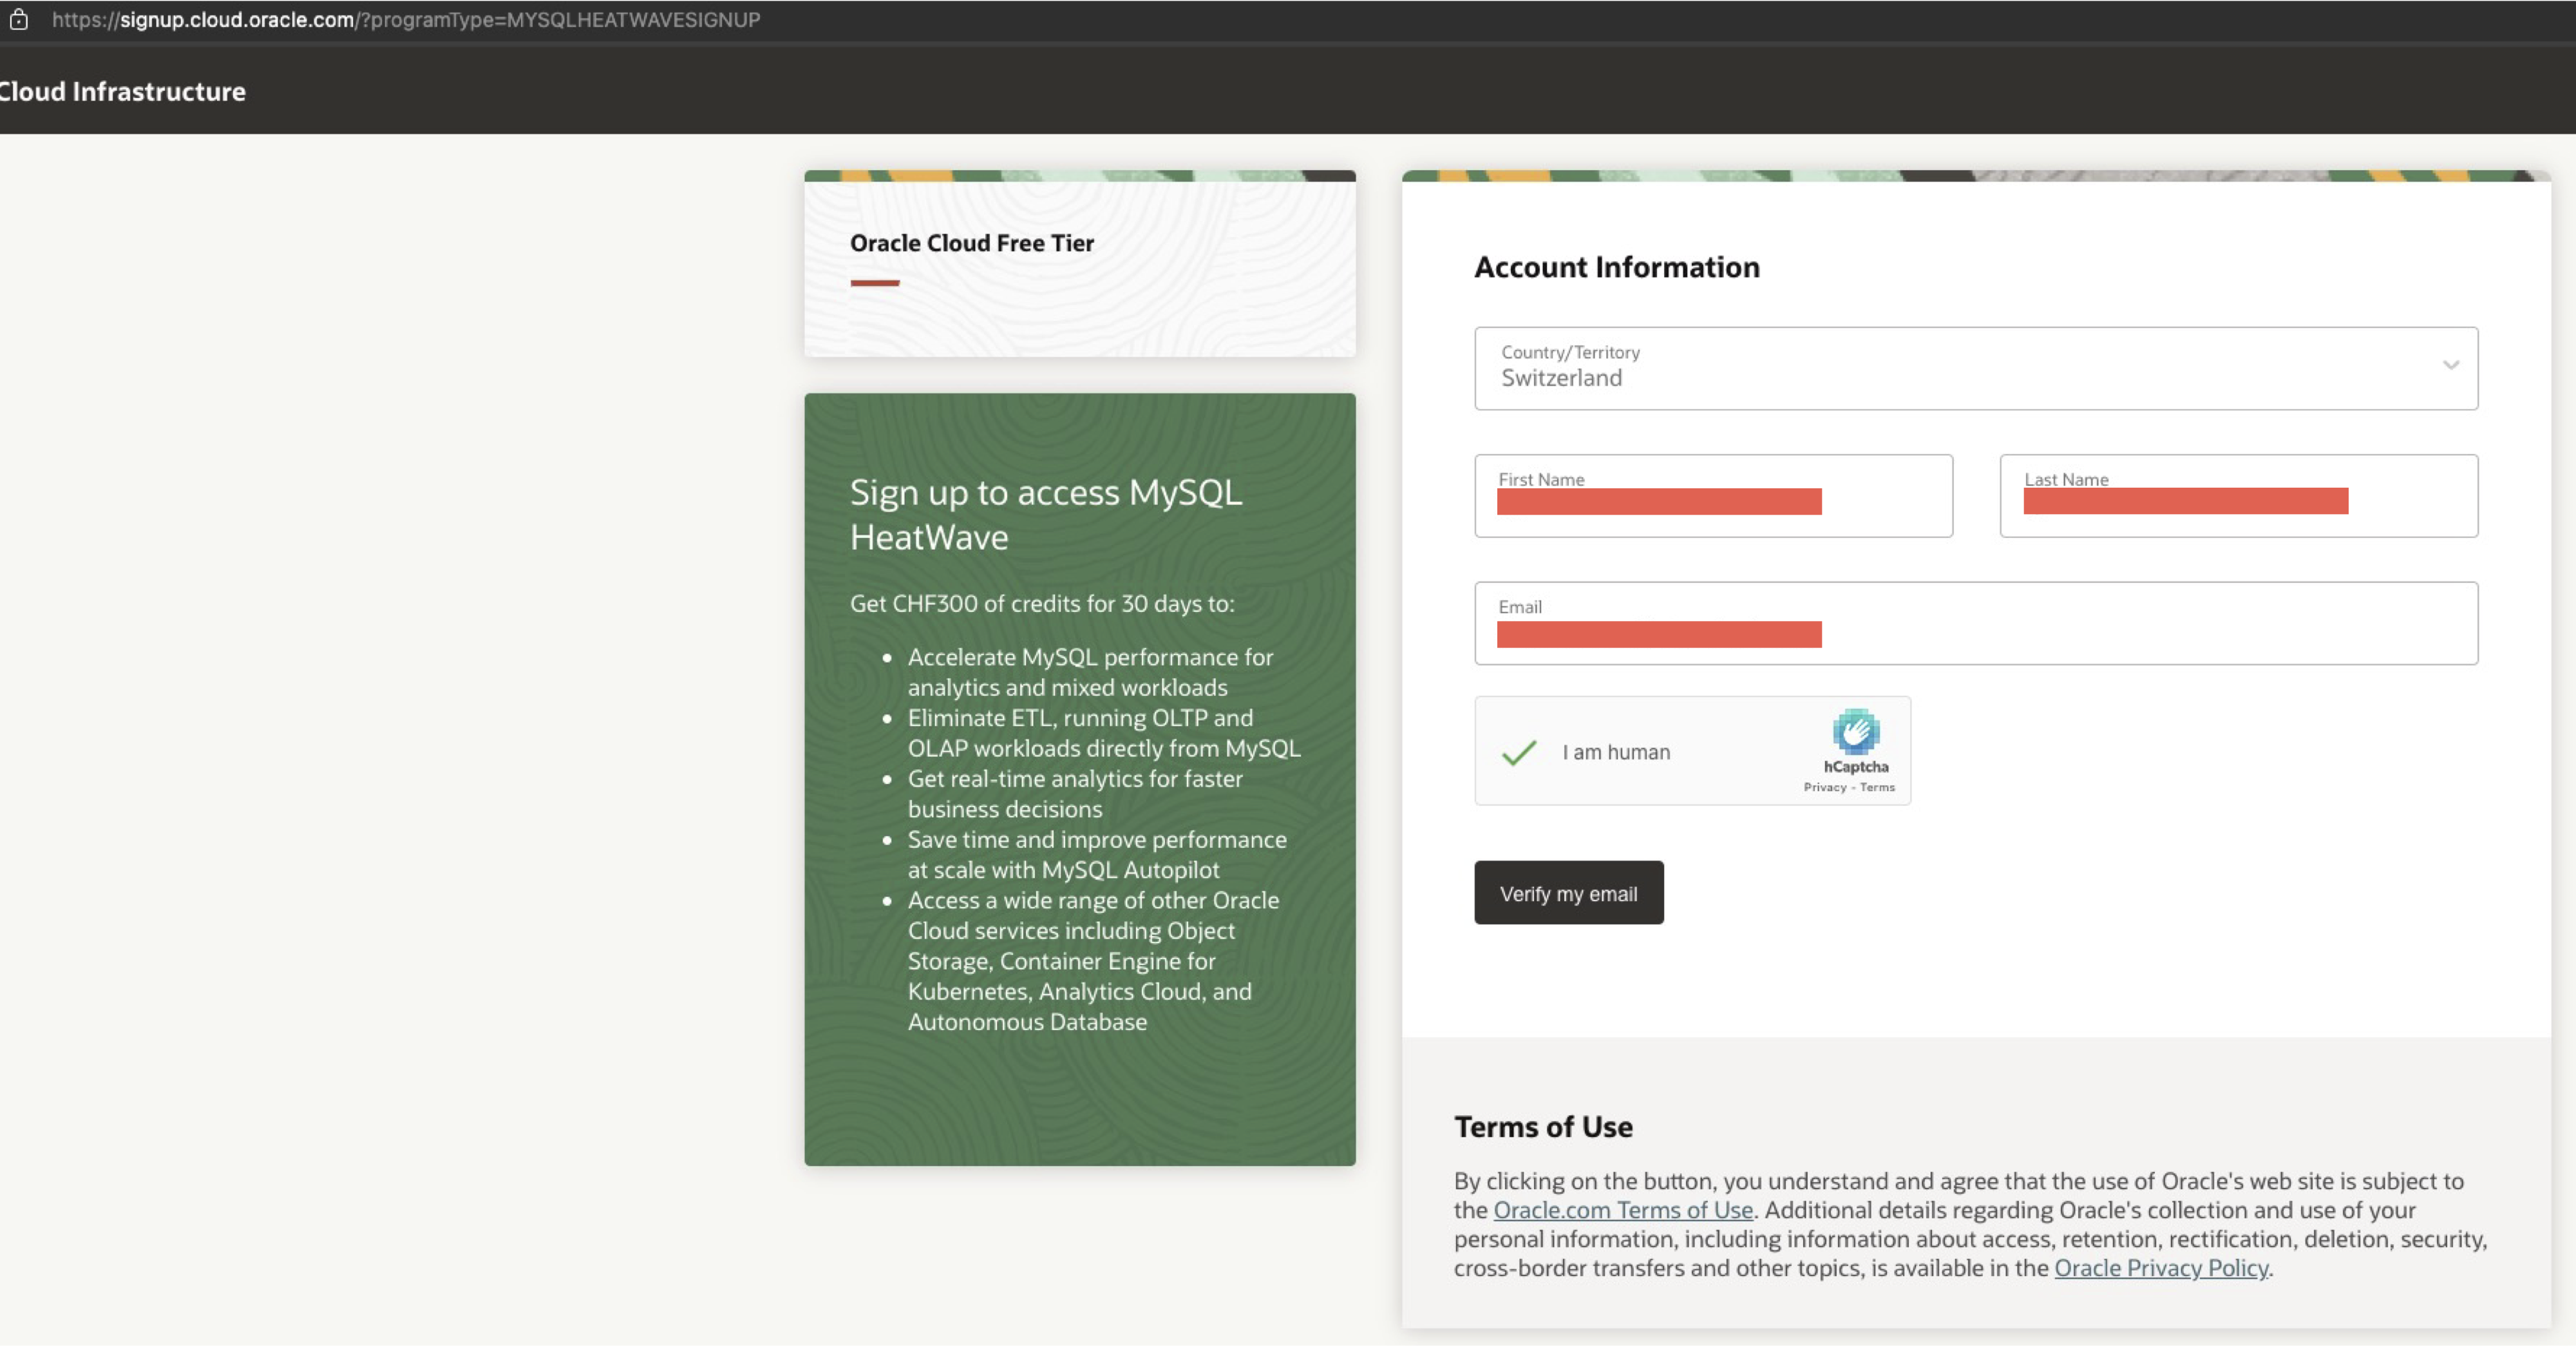 https://signup.cloud.oracle.com/?programType=MYSQLHEATWAVESIGNUP
Cloud Infrastructure
Oracle Cloud Free Tier
Sign up to access MySQL
HeatWave
Get CHF300 of credits for 30 days to:
• Accelerate MySQL performance for
analytics and mixed workloads
• Eliminate ETL, running OLTP and
OLAP workloads directly from MySQL
• Get real-time analytics for faster
business decisions
• Save time and improve performance
at scale with MySQL Autopilot
• Access a wide range of other Oracle
Cloud services including Object
Storage, Container Engine for
Kubernetes, Analytics Cloud, and
Autonomous Database
Account Information
Country/Territory
Switzerland
First Name
Last Name
Email
I am human
hCaptcha
Privacy - Terms
Verify my email
Terms of Use
By clicking on the button, you understand and agree that the use of Oracle's web site is subject to
the Oracle.com Terms of Use. Additional details regarding Oracle's collection and use of your
personal information, including information about access, retention, rectification, deletion, security,
cross-border transfers and other topics, is available in the Oracle Privacy Policy.